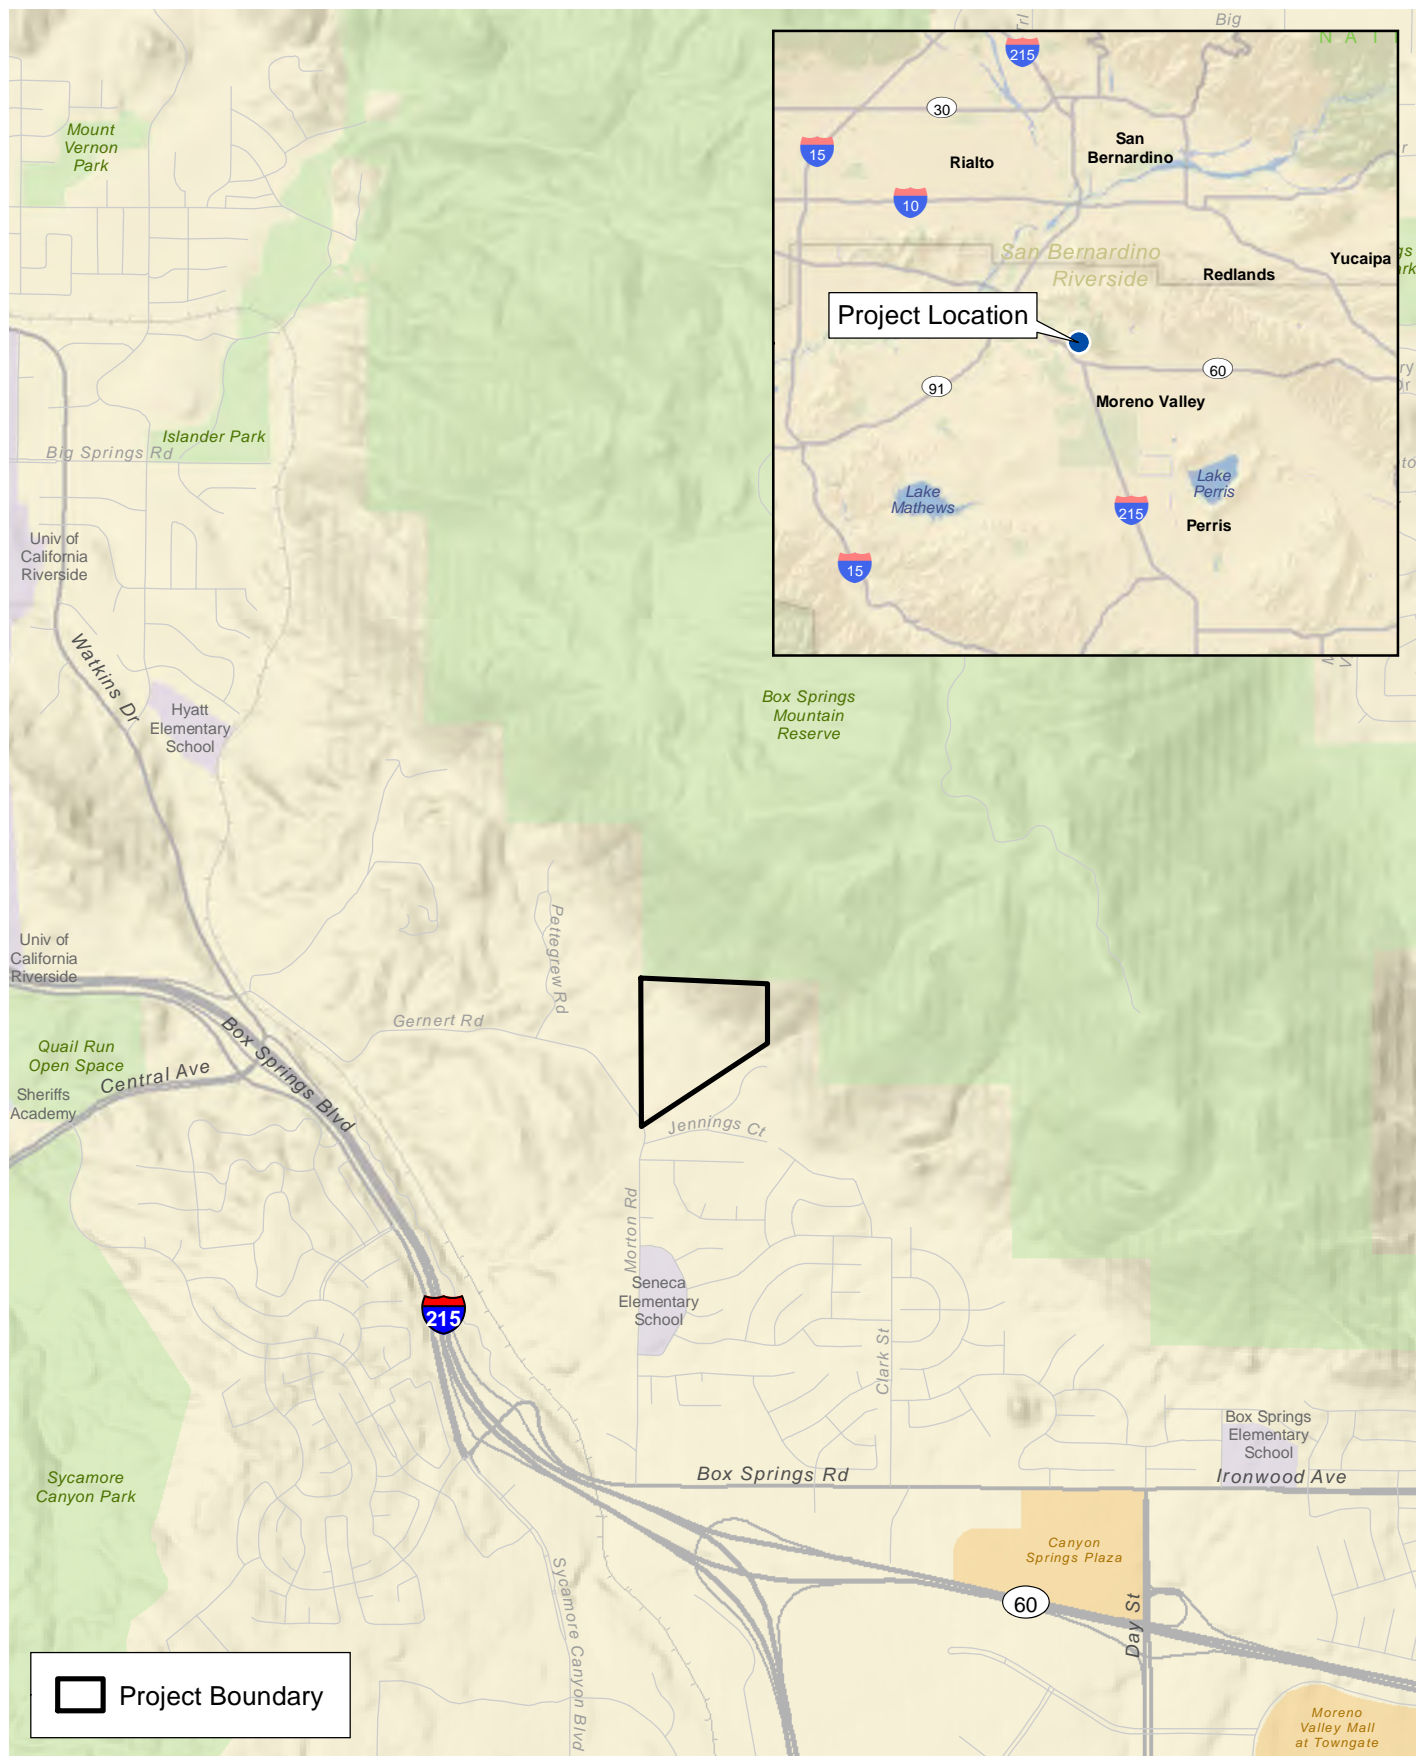 Big
Trl
NAT
215
30
15
Rialto
San
Bernardino
10
San Bernardino
Riverside
Yucaipa
Redlands
Project Location
60
91
Moreno Valley
Lake
Mathews
Lake
Perris
215
Perris
15
Mount
Vernon
Park
Islander Park
Big Springs Rd
Univ of
California
Riverside
Watkins Dr
Hyatt
Elementary
School
Box Springs
Mountain
Reserve
Pettegrew Rd
Univ of
California
Riverside
Gernert Rd
Quail Run
Open Space
Central Ave
Box Springs Blvd
Sheriffs
Academy
Jennings Ct
Morton Rd
Seneca
Elementary
School
215
Clark St
Box Springs
Elementary
School
Box Springs Rd
Ironwood Ave
Sycamore
Canyon Park
Canyon
Springs Plaza
60
Day St
Sycamore Canyon Blvd
Project Boundary
Moreno
Valley Mall
at Towngate